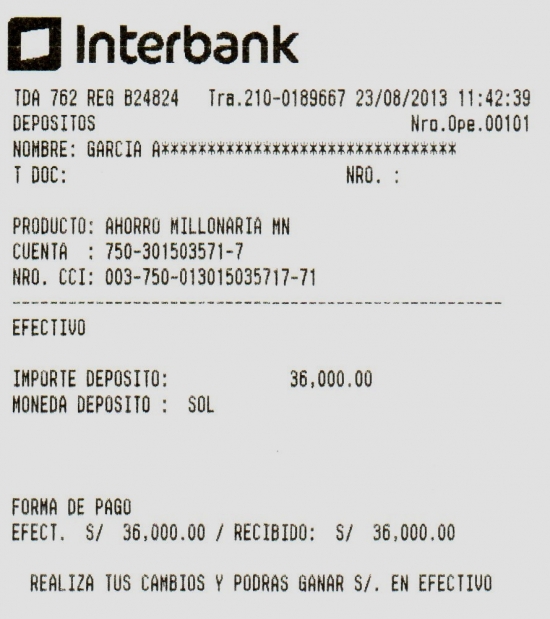 Interbank
TDA 762 REG B24824 Tra.210-0189667 23/08/2013 11:42:39
DEPOSITOS Nro.Ope.00101
NOMBRE: GARCIA A********************************
T DOC: NRO. :
PRODUCTO: AHORRO MILLONARIA MN
CUENTA : 750-301503571-7
NRO. CCI: 003-750-013015035717-71
------------------------------------------------------
EFECTIVO
IMPORTE DEPOSITO: 36,000.00
MONEDA DEPOSITO : SOL
FORMA DE PAGO
EFECT. S/ 36,000.00 / RECIBIDO: S/ 36,000.00
REALIZA TUS CAMBIOS Y PODRAS GANAR S/. EN EFECTIVO